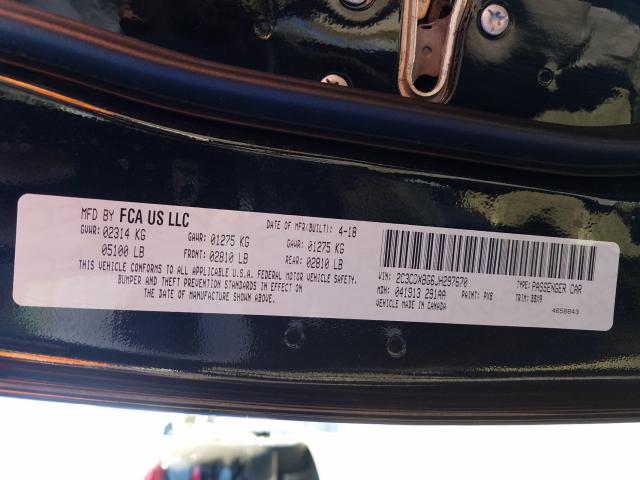 MFD BY FCA US LLC
DATE OF MFR(BUILT): 4-18
GVWR: 02314 KG
GAWR: 01275 KG
GAWR: 01275 KG
05100 LB
FRONT: 02810 LB
REAR: 02810 LB
THIS VEHICLE CONFORMS TO ALL APPLICABLE U.S.A. FEDERAL MOTOR VEHICLE SAFETY,
BUMPER AND THEFT PREVENTION STANDARDS IN EFFECT ON
THE DATE OF MANUFACTURE SHOWN ABOVE.
VIN: 2C3CDXBG6JH297670
TYPE: PASSENGER CAR
MDH: 041913 291AA
PAINT: PX8
TRIM: BBX9
VEHICLE MADE IN CANADA
4658843